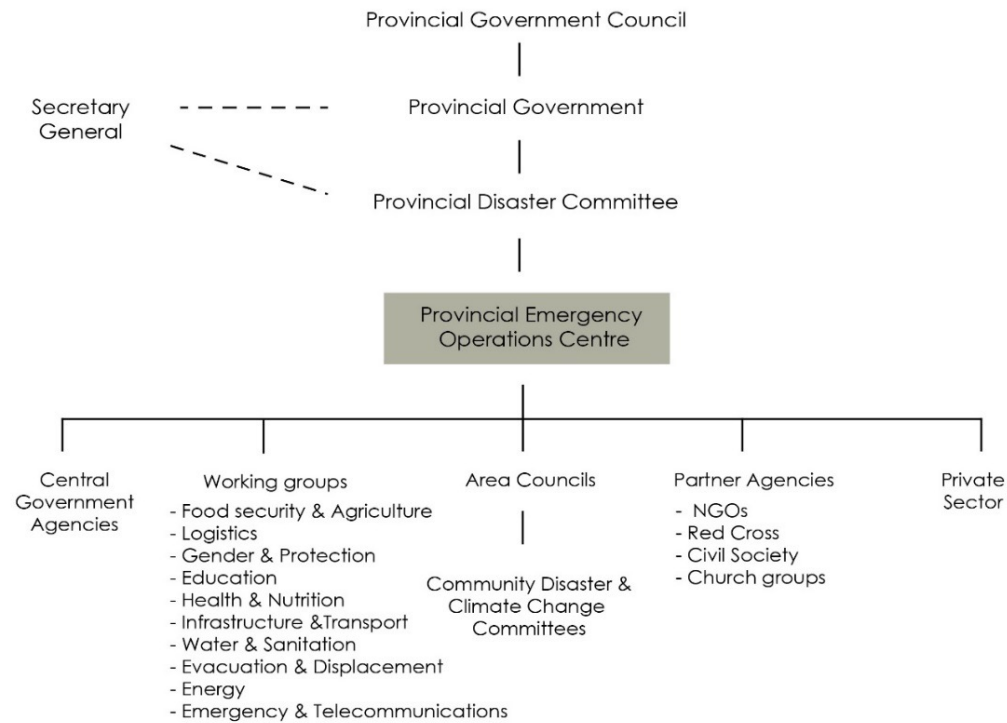 Provincial Government Council
Secretary
General
Provincial Government
Provincial Disaster Committee
Provincial Emergency
Operations Centre
Central
Government
Agencies
Working groups
- Food security & Agriculture
- Logistics
- Gender & Protection
- Education
- Health & Nutrition
- Infrastructure &Transport
- Water & Sanitation
- Evacuation & Displacement
- Energy
- Emergency & Telecommunications
Area Councils
Community Disaster &
Climate Change
Committees
Partner Agencies
- NGOs
- Red Cross
- Civil Society
- Church groups
Private
Sector